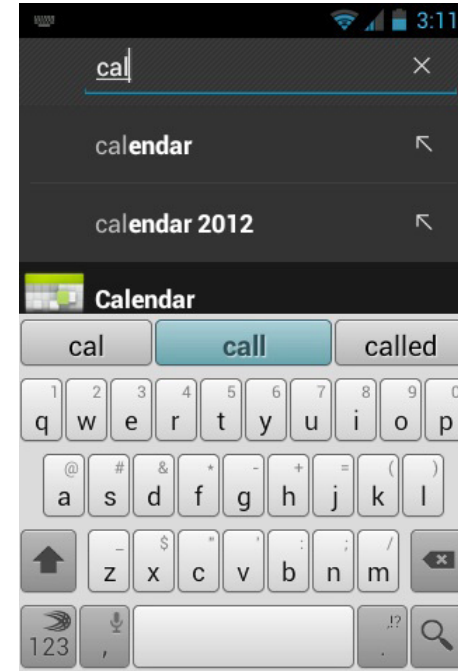 3:11
cal
calendar
calendar 2012
Calendar
cal call called
1 2 3 4 5 6 7 8 9 0
q w e r t y u i o p
@ # & * - + = ( )
a s d f g h j k l
_ $ " ' : ; /
z x c v b n m
123 , .,!?